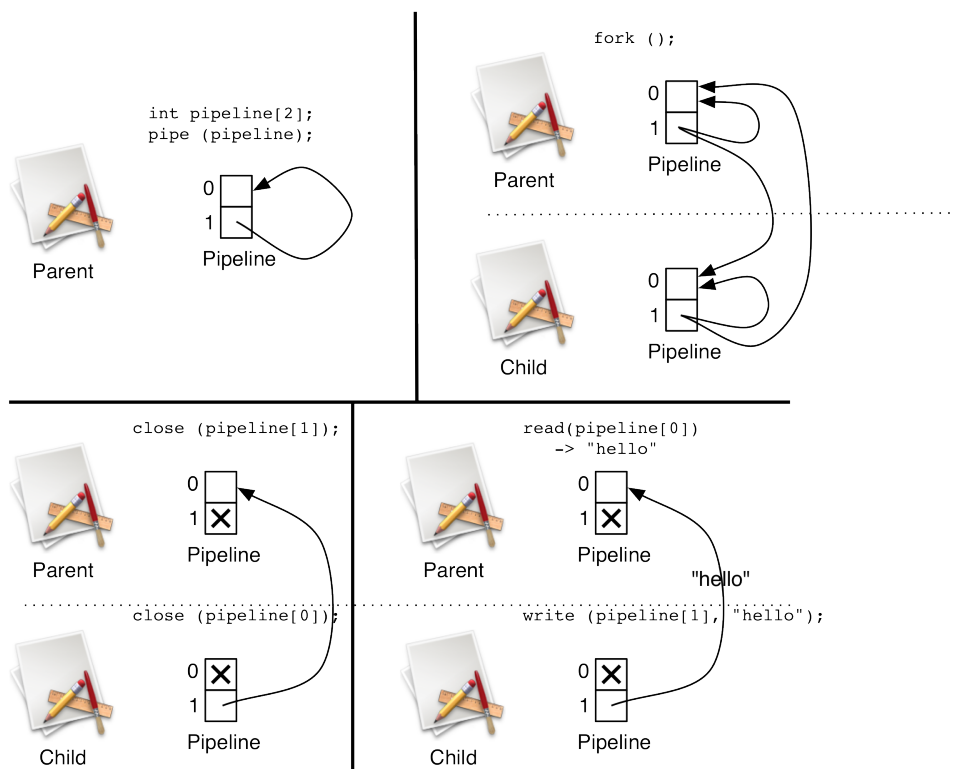 int pipeline[2];
pipe (pipeline);
0
1
Pipeline
Parent
fork ();
0
1
Pipeline
Parent
0
1
Pipeline
Child
close (pipeline[1]);
0
1
Pipeline
Parent
close (pipeline[0]);
0
1
Pipeline
Child
read(pipeline[0])
-> "hello"
0
1
Pipeline
Parent
"hello"
write (pipeline[1], "hello");
0
1
Pipeline
Child